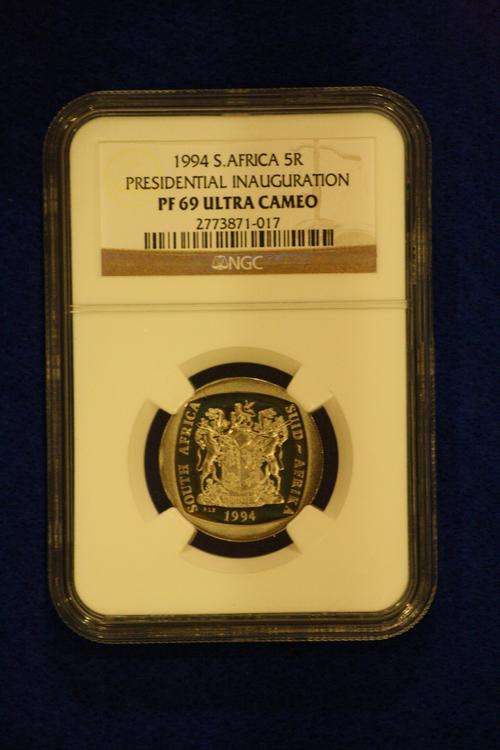 1994 S.AFRICA 5R
PRESIDENTIAL INAUGURATION
PF 69 ULTRA CAMEO
2773871-017
NGC
SOUTH AFRICA
SUID-AFRIKA
1994